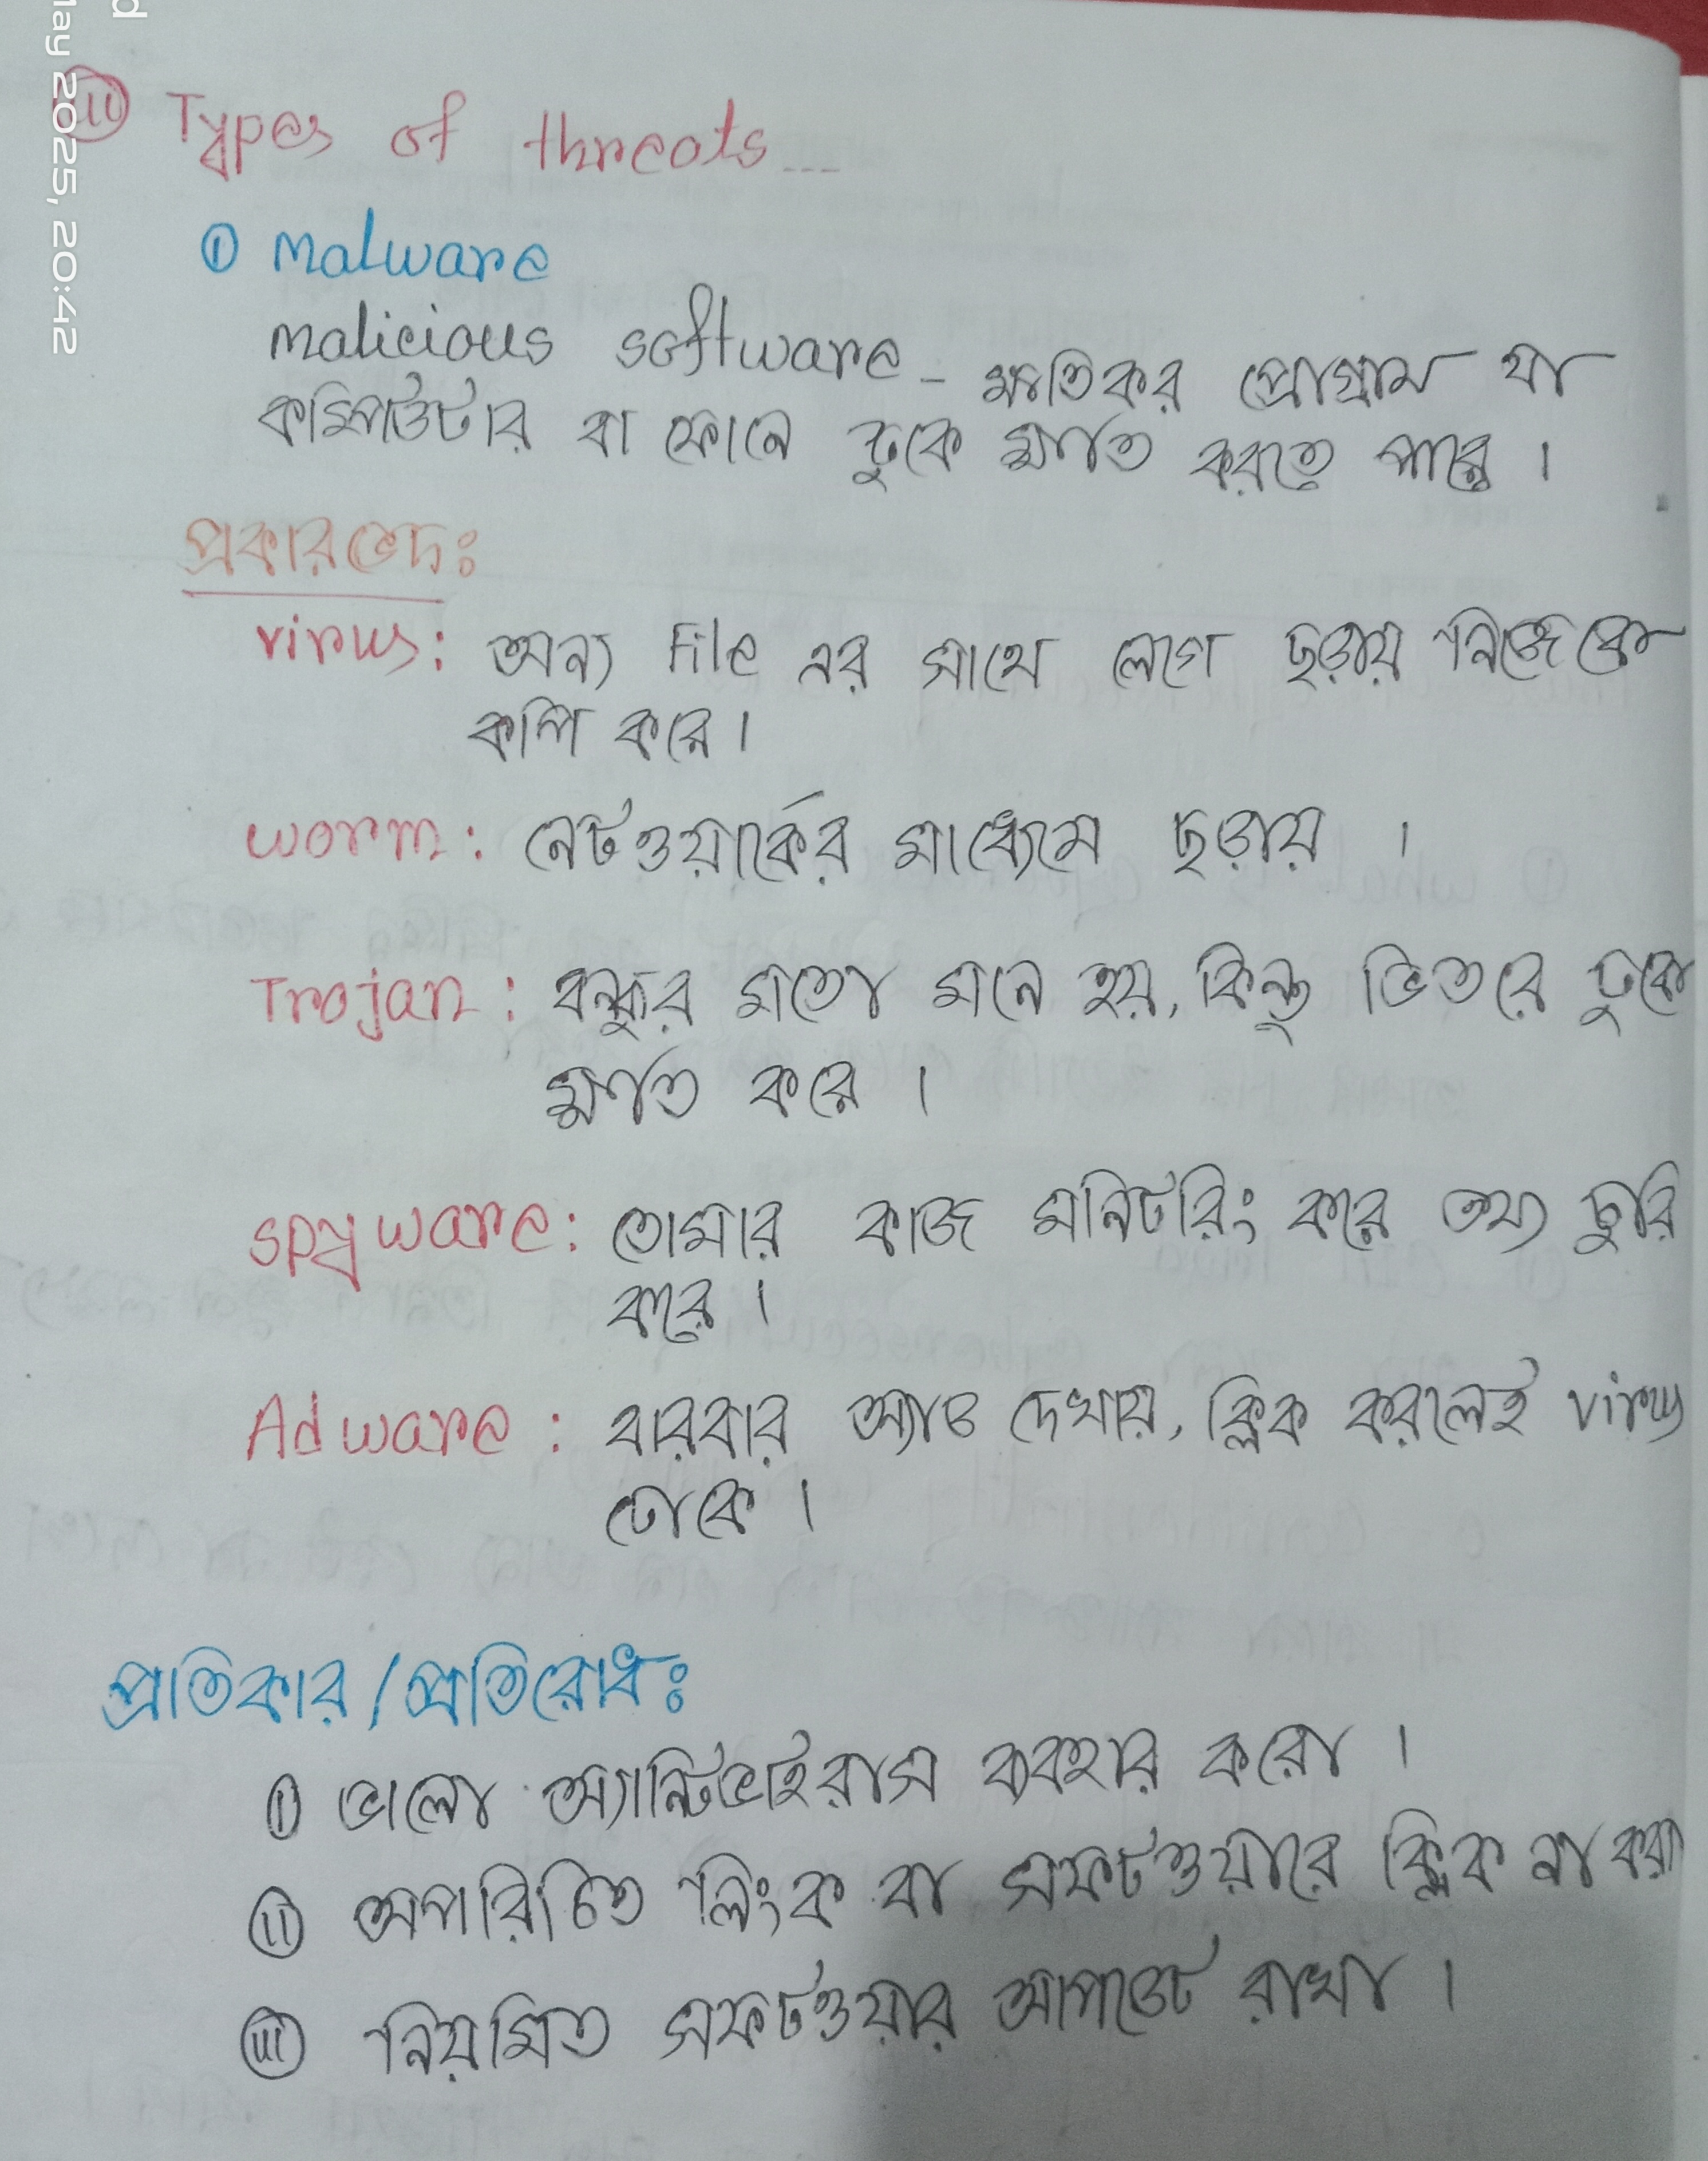 iii Types of threats...
① Malware
Malicious software - ক্ষতিকর প্রোগ্রাম যা
কম্পিউটার বা ফোনে ঢুকে ক্ষতি করতে পারে।
প্রকারভেদঃ
virus: অন্য File এর সাথে লেগে ছড়ায় নিজেকে
কপি করে।
worm: নেটওয়ার্কের মাধ্যেমে ছড়ায় ।
Trojan: বন্ধুর মতো মনে হয়, কিন্তু ভিতরে ঢুকে
ক্ষতি করে ।
spyware: তোমার কাজ মনিটরিং করে তথ্য চুরি
করে।
Adware: বারবার অ্যাড দেখায়, ক্লিক করলেই virus
ঢোকে।
প্রতিকার/প্রতিরোধঃ
i ভালো অ্যান্টিভাইরাস ব্যবহার করো ।
ii অপরিচিত লিংক বা সফটওয়ারে ক্লিক না করা
iii নিয়মিত সফটওয়ার আপডেট রাখা ।
May 2025, 20:42